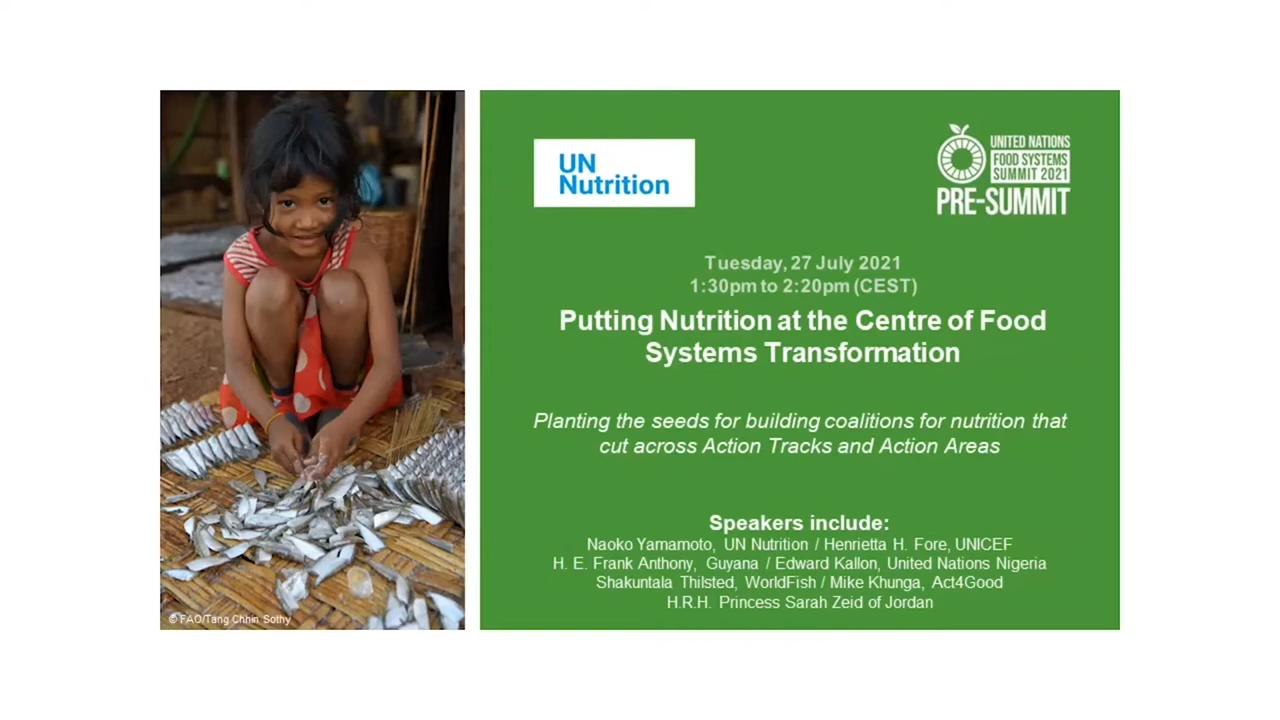 UN
Nutrition
UNITED NATIONS
FOOD SYSTEMS
SUMMIT 2021
PRE-SUMMIT
Tuesday, 27 July 2021
1:30pm to 2:20pm (CEST)
Putting Nutrition at the Centre of Food
Systems Transformation
Planting the seeds for building coalitions for nutrition that
cut across Action Tracks and Action Areas
Speakers include:
Naoko Yamamoto, UN Nutrition / Henrietta H. Fore, UNICEF
H. E. Frank Anthony, Guyana / Edward Kallon, United Nations Nigeria
Shakuntala Thilsted, WorldFish / Mike Khunga, Act4Good
H.R.H. Princess Sarah Zeid of Jordan
© FAO/Tang Chhin Sothy